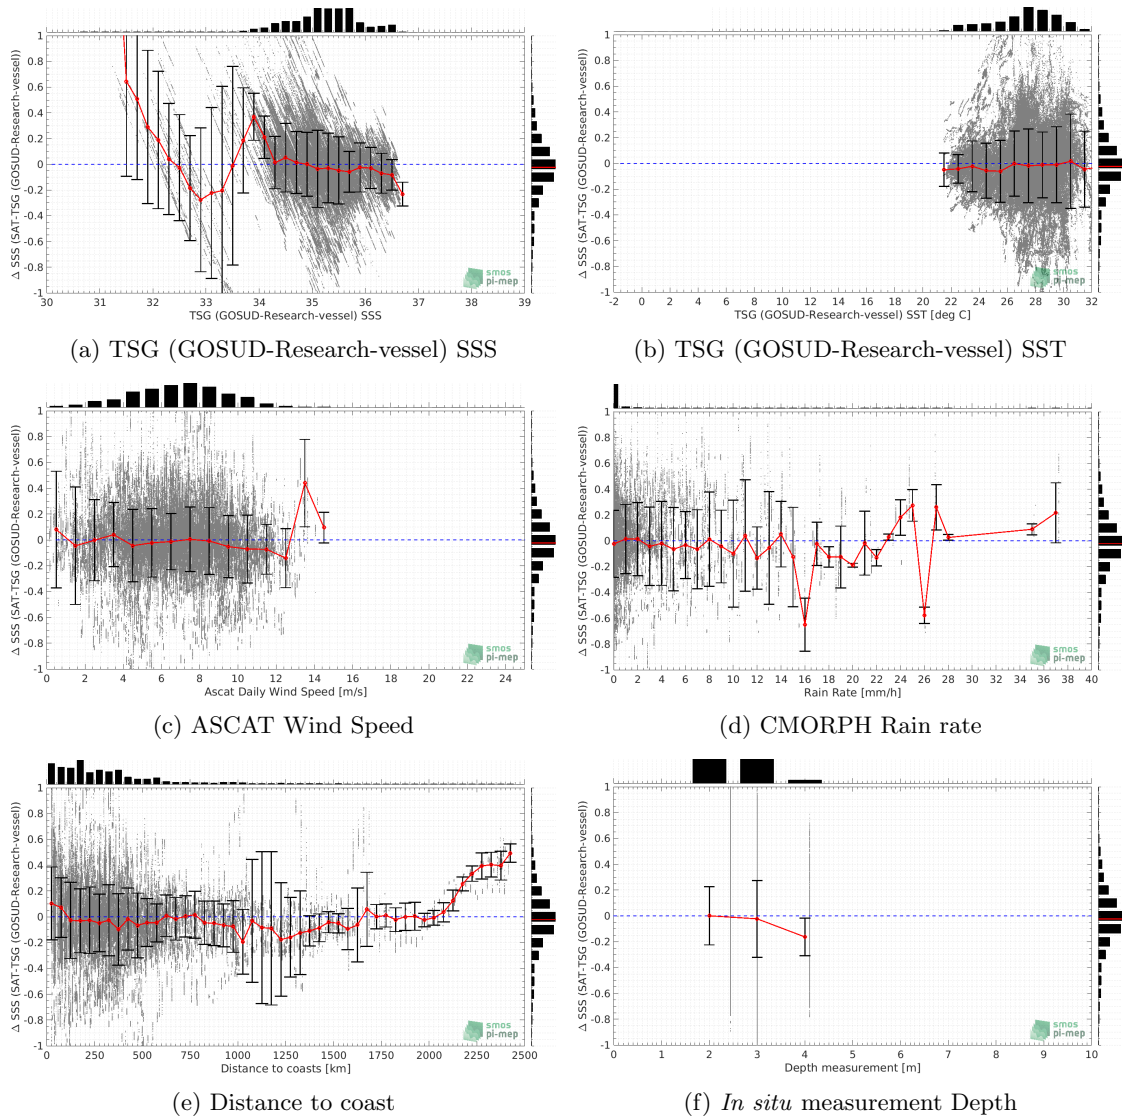 Δ SSS (SAT-TSG (GOSUD-Research-vessel))
1
0.8
0.6
0.4
0.2
0
-0.2
-0.4
-0.6
-0.8
-1
30 31 32 33 34 35 36 37 38 39
TSG (GOSUD-Research-vessel) SSS
smos
pi-mep
(a) TSG (GOSUD-Research-vessel) SSS
Δ SSS (SAT-TSG (GOSUD-Research-vessel))
1
0.8
0.6
0.4
0.2
0
-0.2
-0.4
-0.6
-0.8
-1
-2 0 2 4 6 8 10 12 14 16 18 20 22 24 26 28 30 32
TSG (GOSUD-Research-vessel) SST [deg C]
smos
pi-mep
(b) TSG (GOSUD-Research-vessel) SST
Δ SSS (SAT-TSG (GOSUD-Research-vessel))
1
0.8
0.6
0.4
0.2
0
-0.2
-0.4
-0.6
-0.8
-1
0 2 4 6 8 10 12 14 16 18 20 22 24
Ascat Daily Wind Speed [m/s]
smos
pi-mep
(c) ASCAT Wind Speed
Δ SSS (SAT-TSG (GOSUD-Research-vessel))
1
0.8
0.6
0.4
0.2
0
-0.2
-0.4
-0.6
-0.8
-1
0 2 4 6 8 10 12 14 16 18 20 22 24 26 28 30 32 34 36 38 40
Rain Rate [mm/h]
smos
pi-mep
(d) CMORPH Rain rate
Δ SSS (SAT-TSG (GOSUD-Research-vessel))
1
0.8
0.6
0.4
0.2
0
-0.2
-0.4
-0.6
-0.8
-1
0 250 500 750 1000 1250 1500 1750 2000 2250 2500
Distance to coasts [km]
smos
pi-mep
(e) Distance to coast
Δ SSS (SAT-TSG (GOSUD-Research-vessel))
1
0.8
0.6
0.4
0.2
0
-0.2
-0.4
-0.6
-0.8
-1
0 1 2 3 4 5 6 7 8 9 10
Depth measurement [m]
smos
pi-mep
(f) In situ measurement Depth